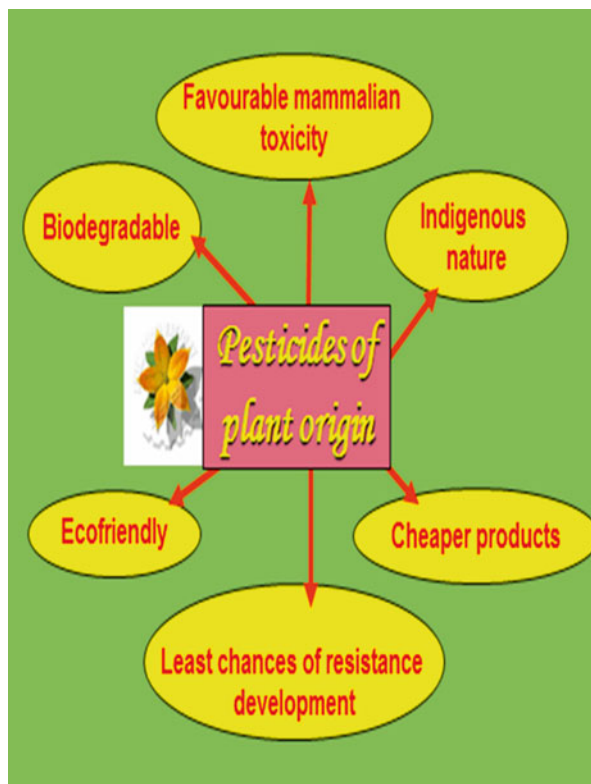 Favourable mammalian
toxicity
Biodegradable
Indigenous
nature
Pesticides of
plant origin
Ecofriendly
Cheaper products
Least chances of resistance
development